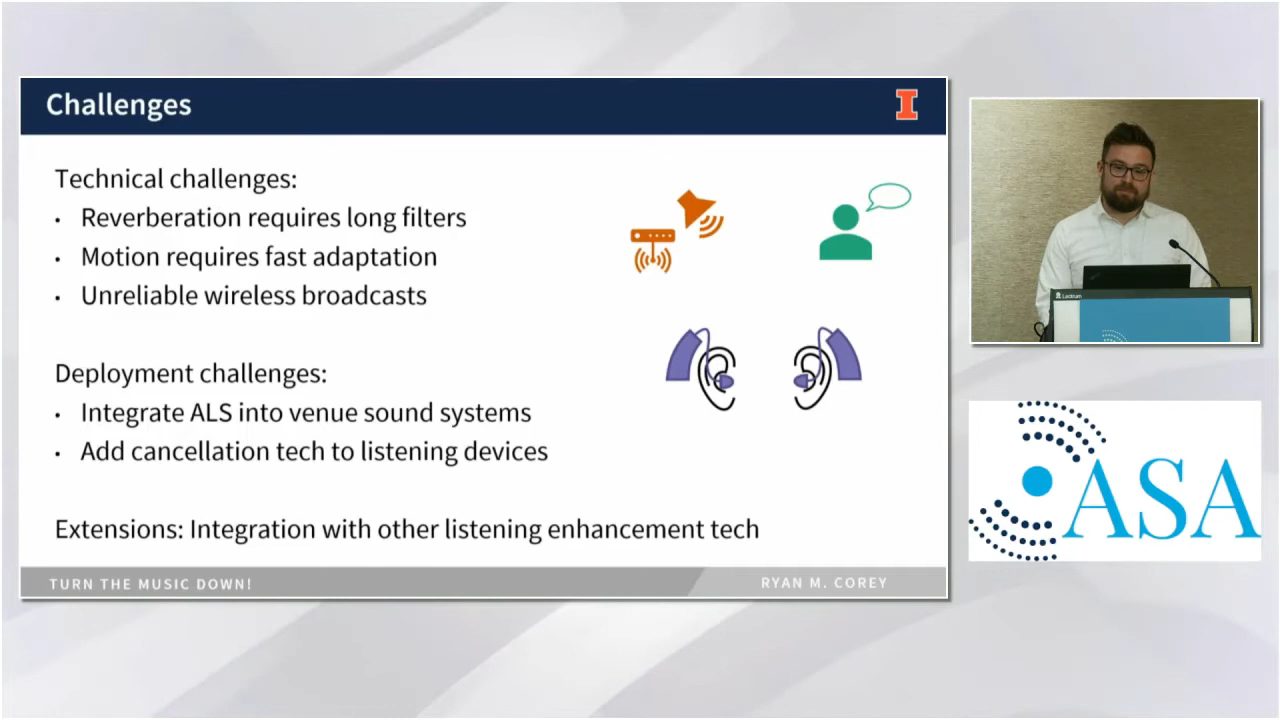 Challenges
Technical challenges:
• Reverberation requires long filters
• Motion requires fast adaptation
• Unreliable wireless broadcasts
Deployment challenges:
• Integrate ALS into venue sound systems
• Add cancellation tech to listening devices
Extensions: Integration with other listening enhancement tech
TURN THE MUSIC DOWN!
RYAN M. COREY
I
ASA